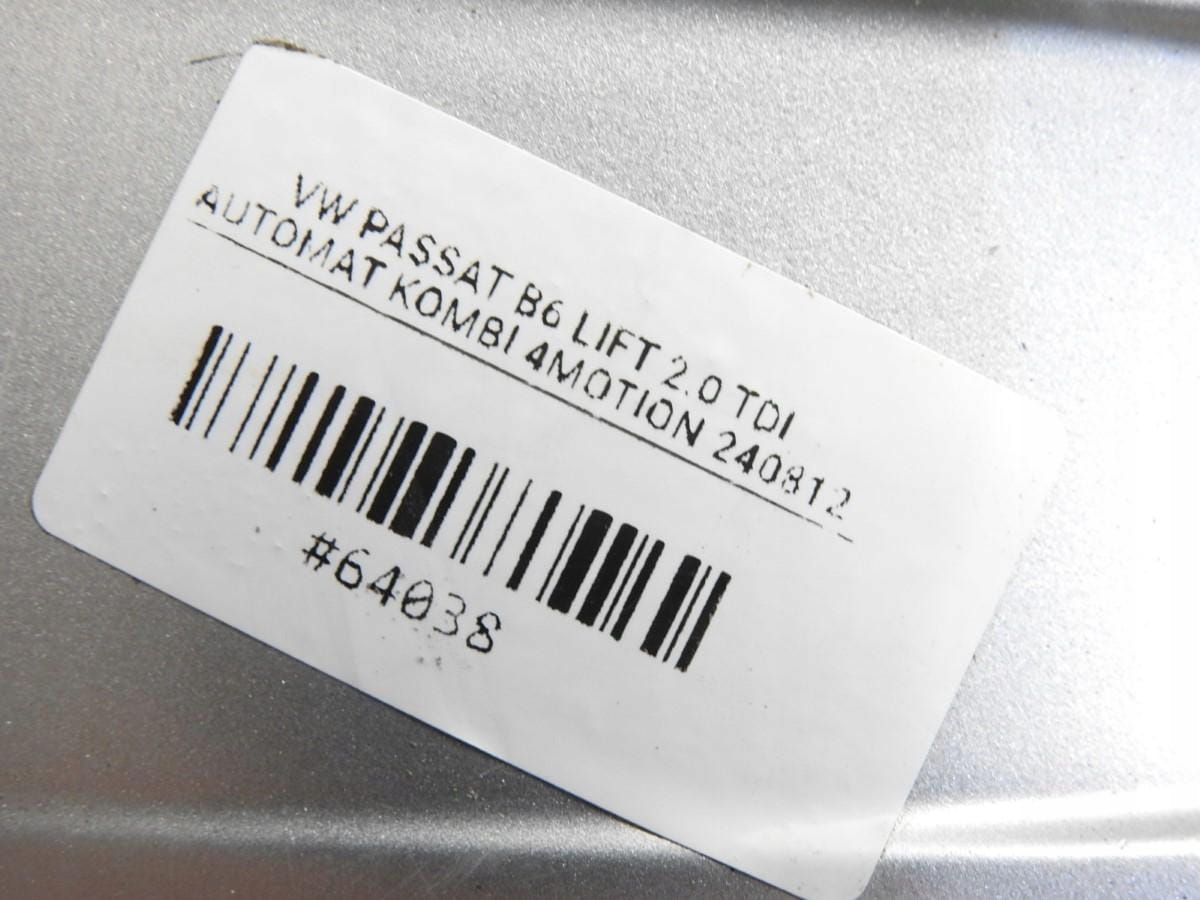 VW PASSAT B6 LIFT 2.0 TDI
AUTOMAT KOMBI 4MOTION 240812
#64038